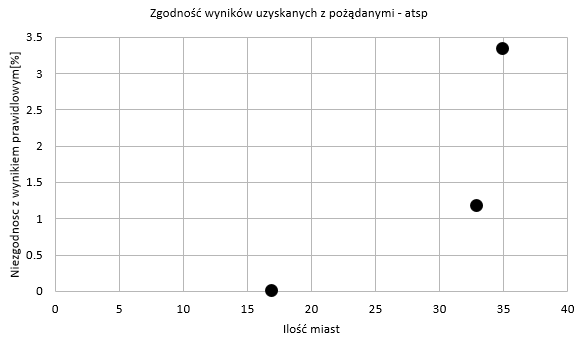 Zgodność wyników uzyskanych z pożądanymi - atsp
Niezgodnosc z wynikiem prawidlowym[%]
3.5
3
2.5
2
1.5
1
0.5
0
0 5 10 15 20 25 30 35 40
Ilość miast